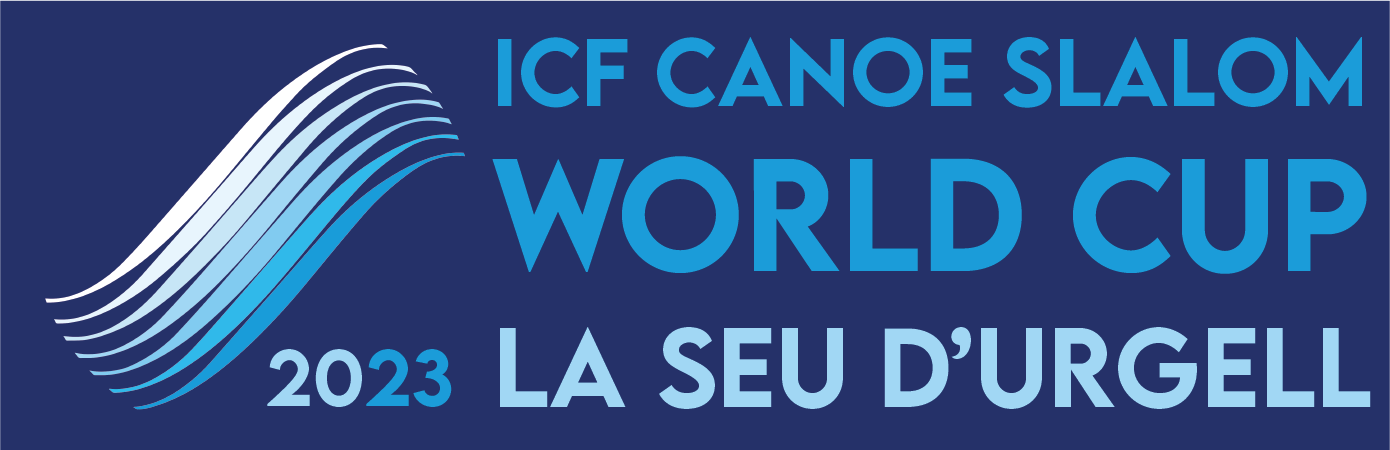 ICF CANOE SLALOM
WORLD CUP
2023
LA SEU D’URGELL